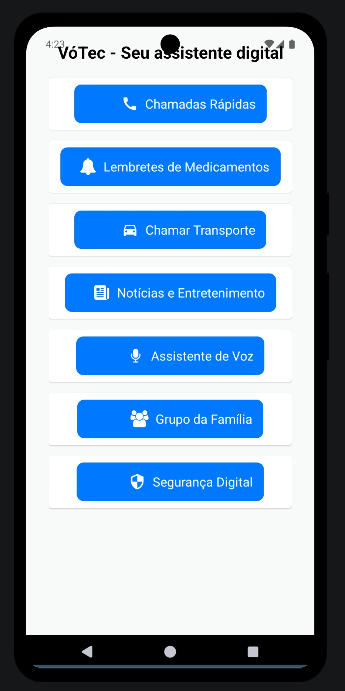 4:23
VóTec - Seu assistente digital
Chamadas Rápidas
Lembretes de Medicamentos
Chamar Transporte
Notícias e Entretenimento
Assistente de Voz
Grupo da Família
Segurança Digital